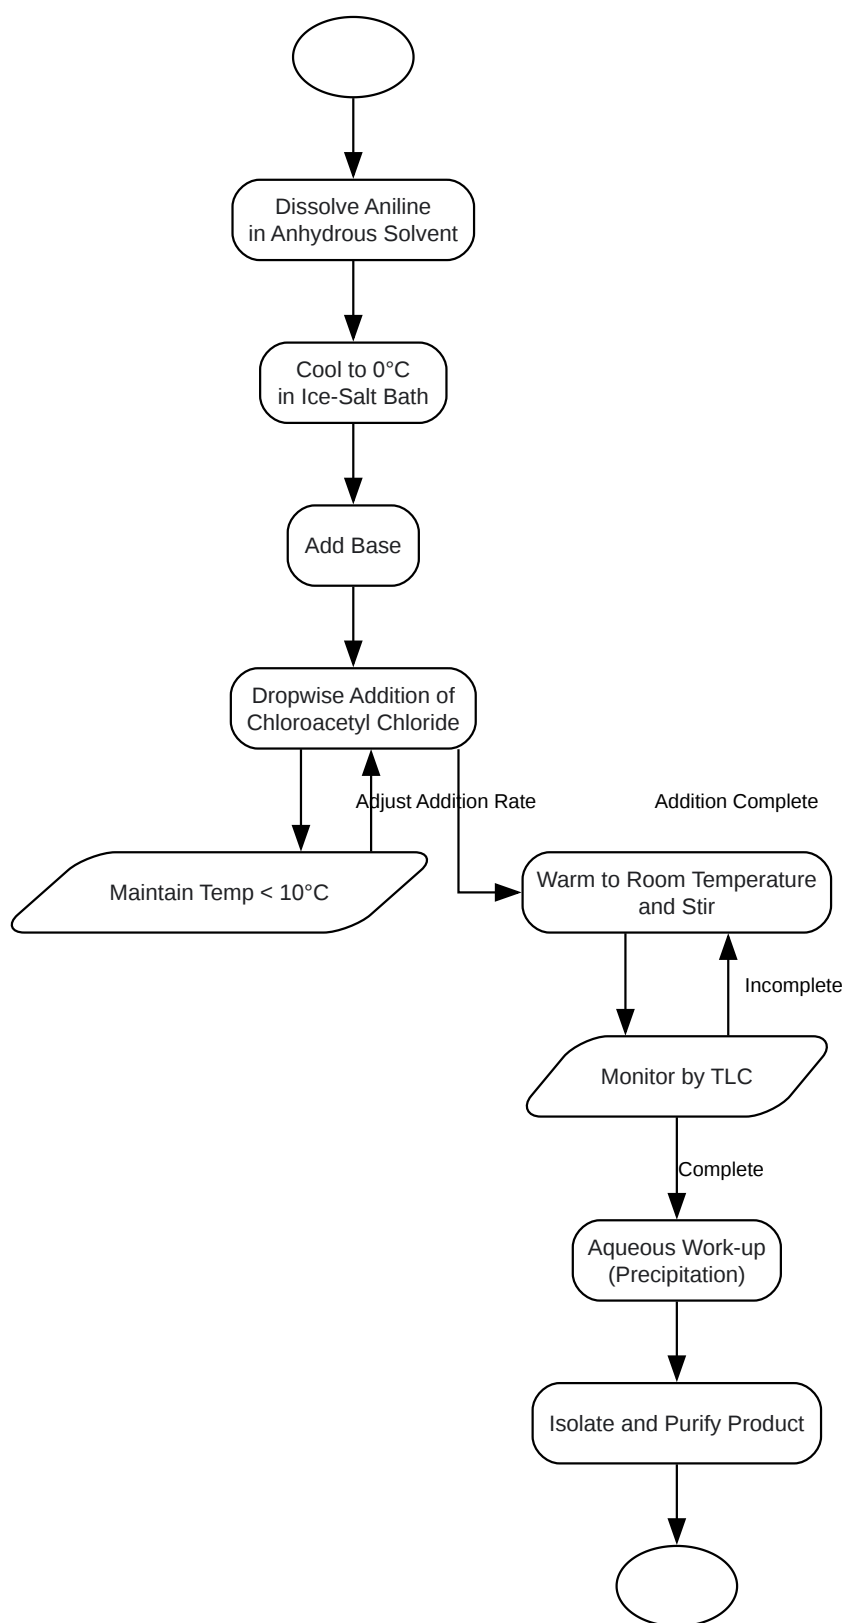 Dissolve Aniline
in Anhydrous Solvent
Cool to 0°C
in Ice-Salt Bath
Add Base
Dropwise Addition of
Chloroacetyl Chloride
Adjust Addition Rate
Addition Complete
Maintain Temp < 10°C
Warm to Room Temperature
and Stir
Incomplete
Monitor by TLC
Complete
Aqueous Work-up
(Precipitation)
Isolate and Purify Product